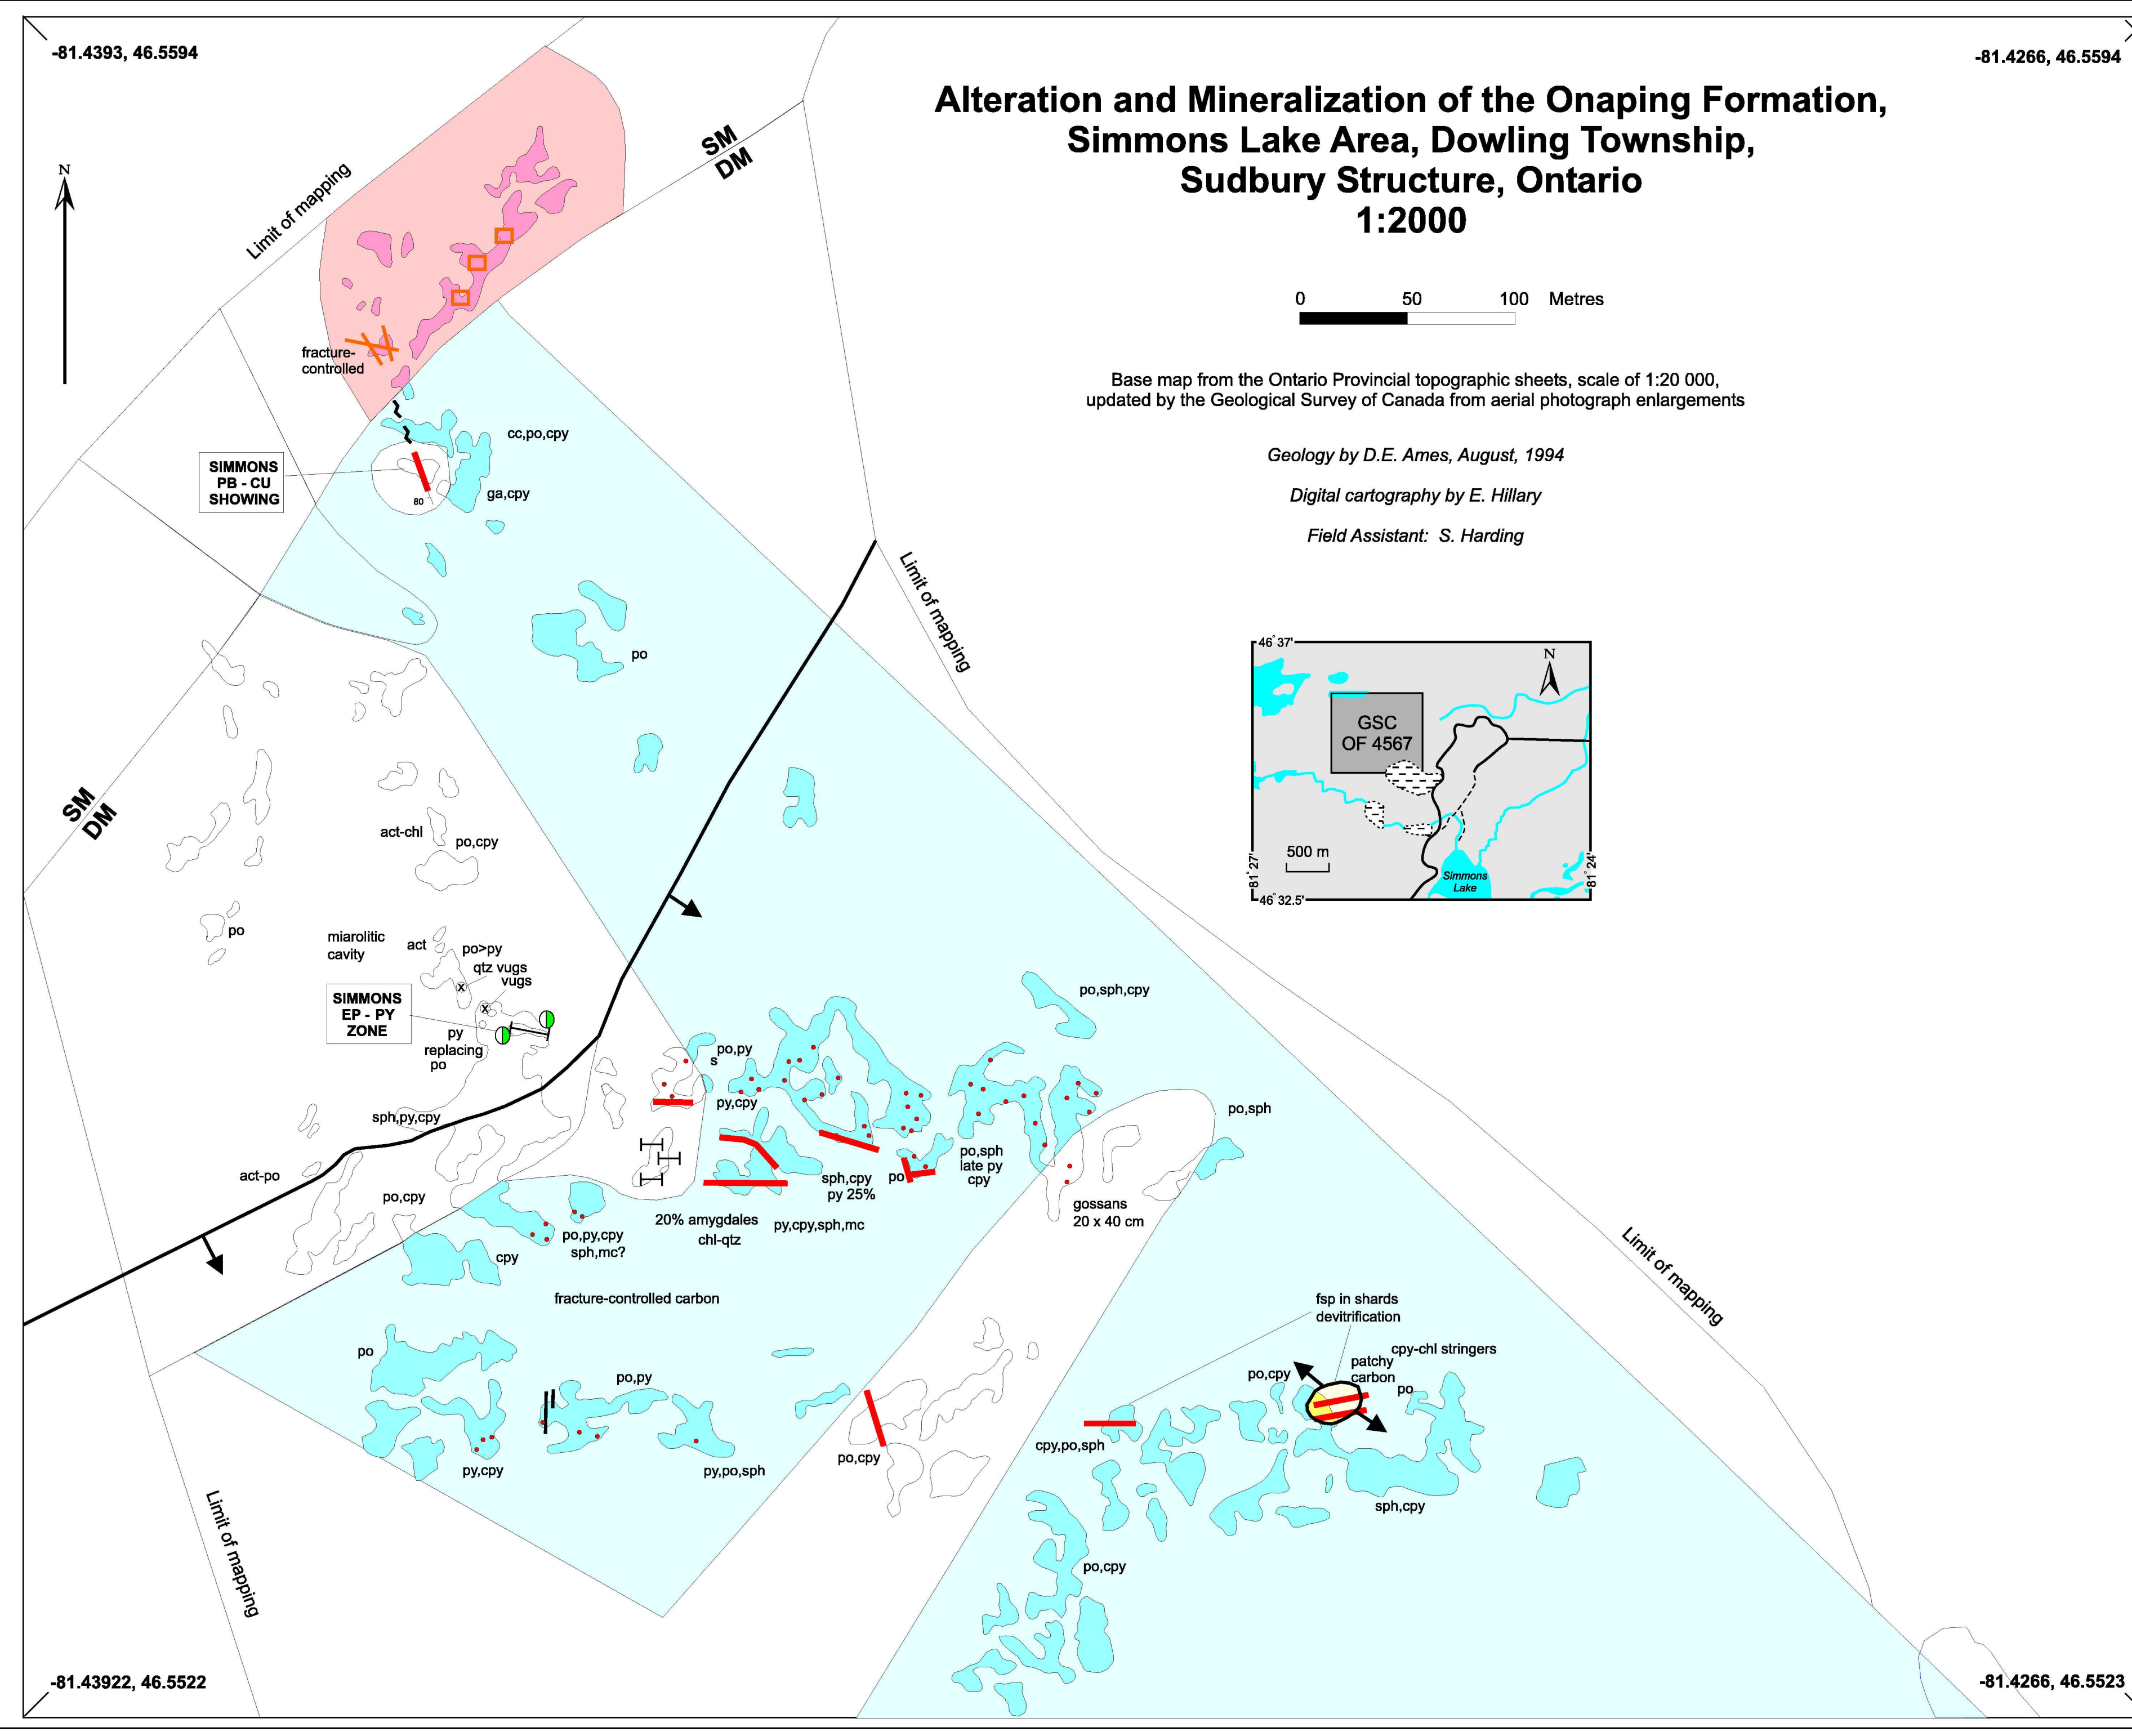 -81.4393, 46.5594
-81.4266, 46.5594
Alteration and Mineralization of the Onaping Formation,
Simmons Lake Area, Dowling Township,
Sudbury Structure, Ontario
1:2000
0 50 100 Metres
Base map from the Ontario Provincial topographic sheets, scale of 1:20 000,
updated by the Geological Survey of Canada from aerial photograph enlargements
Geology by D.E. Ames, August, 1994
Digital cartography by E. Hillary
Field Assistant: S. Harding
N
Limit of mapping
SM
DM
fracture-
controlled
cc,po,cpy
SIMMONS
PB - CU
SHOWING
80
ga,cpy
po
Limit of mapping
46°37'
N
GSC
OF 4567
500 m
Simmons
Lake
81°27'
81°24'
46°32.5'
SM
DM
act-chl
po,cpy
po
miarolitic
cavity
act
po>py
qtz vugs
vugs
x
x
SIMMONS
EP - PY
ZONE
py
replacing
po
po,sph,cpy
po,py
s
py,cpy
sph,py,cpy
po,sph
act-po
po,cpy
sph,cpy
py 25%
po
po,sph
late py
cpy
gossans
20 x 40 cm
20% amygdales
chl-qtz
py,cpy,sph,mc
po,py,cpy
sph,mc?
cpy
fracture-controlled carbon
Limit of mapping
fsp in shards
devitrification
cpy-chl stringers
patchy
carbon
po,cpy
po
po
po,py
cpy,po,sph
po,cpy
py,cpy
py,po,sph
sph,cpy
Limit of mapping
po,cpy
-81.43922, 46.5522
-81.4266, 46.5523